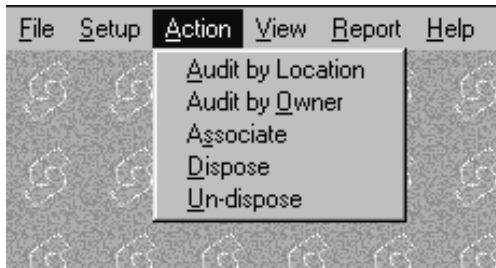 File Setup Action View Report Help
Audit by Location
Audit by Owner
Associate
Dispose
Un-dispose